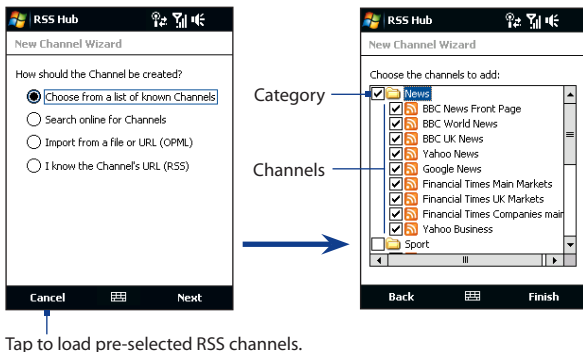 RSS Hub
New Channel Wizard
How should the Channel be created?
Choose from a list of known Channels
Search online for Channels
Import from a file or URL (OPML)
I know the Channel's URL (RSS)
Cancel
Next
Tap to load pre-selected RSS channels.
Category
Channels
RSS Hub
New Channel Wizard
Choose the channels to add:
News
BBC News Front Page
BBC World News
BBC UK News
Yahoo News
Google News
Financial Times Main Markets
Financial Times UK Markets
Financial Times Companies mair
Yahoo Business
Sport
Back
Finish